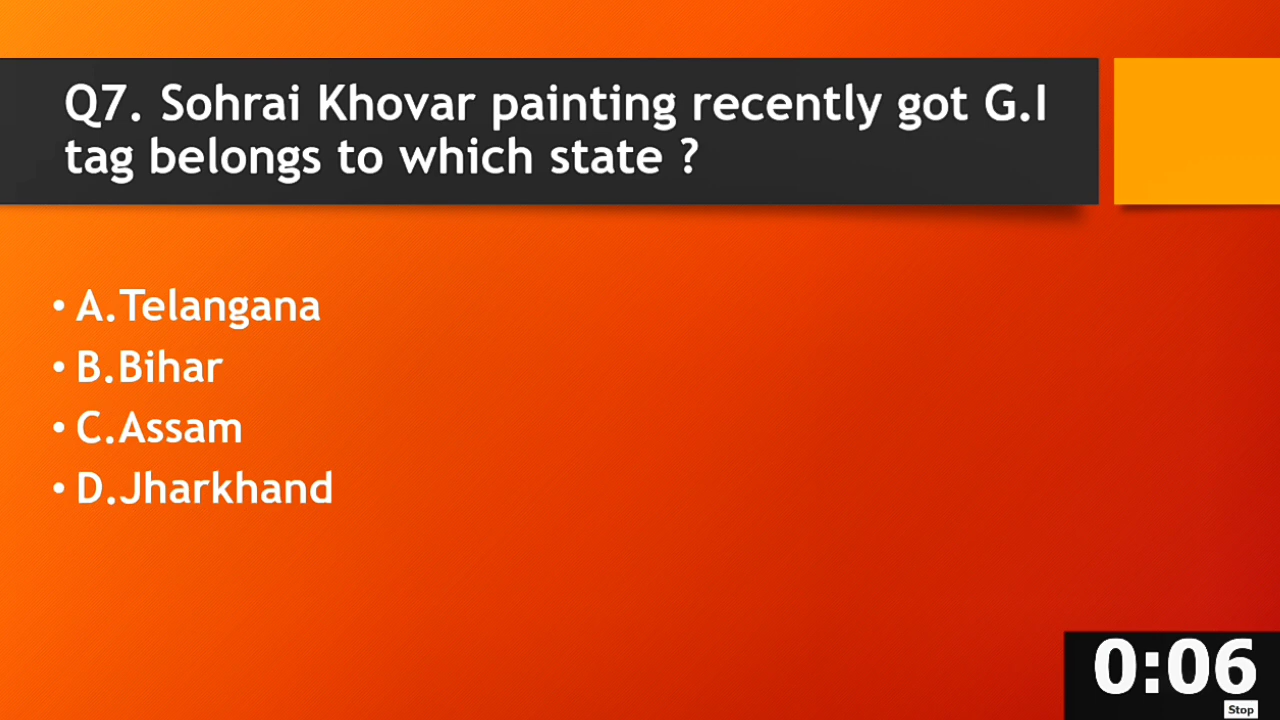 Q7. Sohrai Khovar painting recently got G.I
tag belongs to which state ?
• A.Telangana
• B.Bihar
• C.Assam
• D.Jharkhand
0:06
Stop